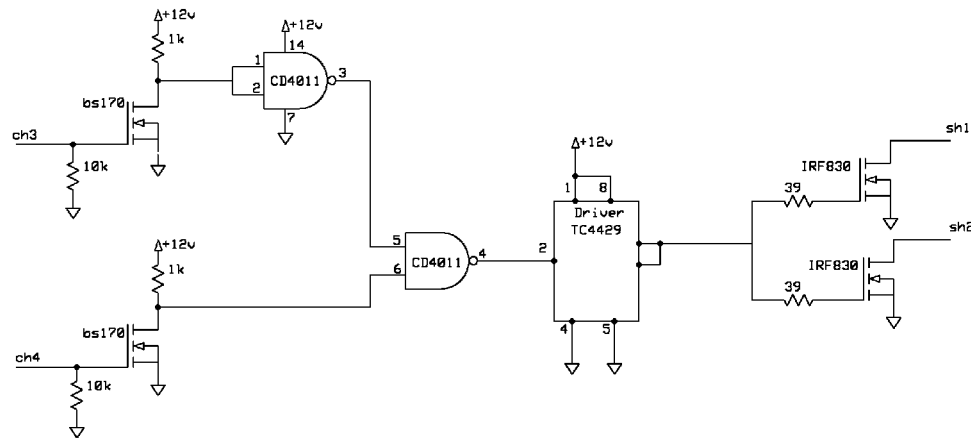 +12v
1k
+12v
14
1
2
CD4011
3
7
bs170
ch3
10k
+12v
1k
5
6
CD4011
4
bs170
ch4
10k
+12v
1
8
Driver
TC4429
2
4
5
39
IRF830
sh1
39
IRF830
sh2